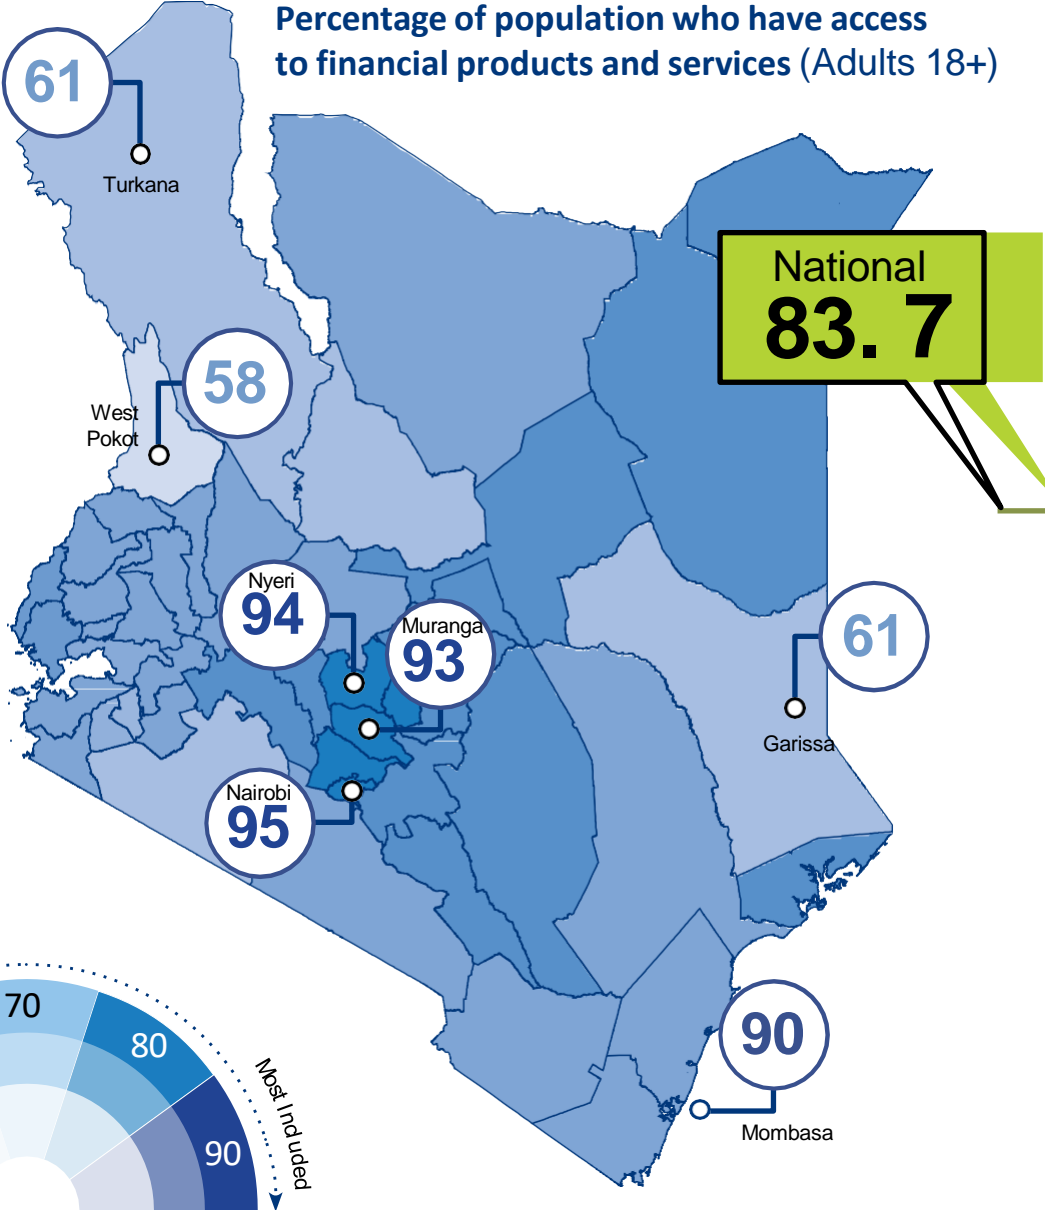 Percentage of population who have access
to financial products and services (Adults 18+)
61
Turkana
National
83. 7
58
West
Pokot
Nyeri
94
Muranga
93
61
Garissa
Nairobi
95
90
Mombasa
70
80
90
Most Included